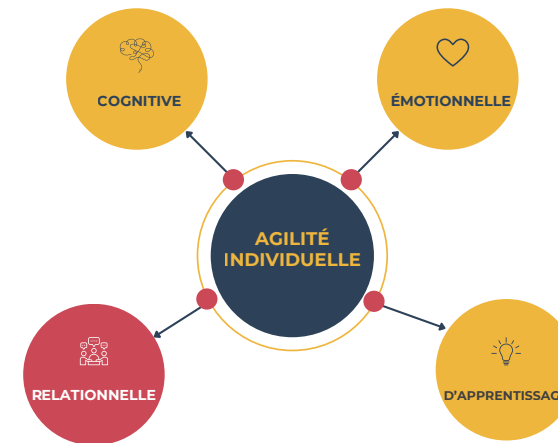 COGNITIVE
ÉMOTIONNELLE
AGILITÉ
INDIVIDUELLE
RELATIONNELLE
D'APPRENTISSAG